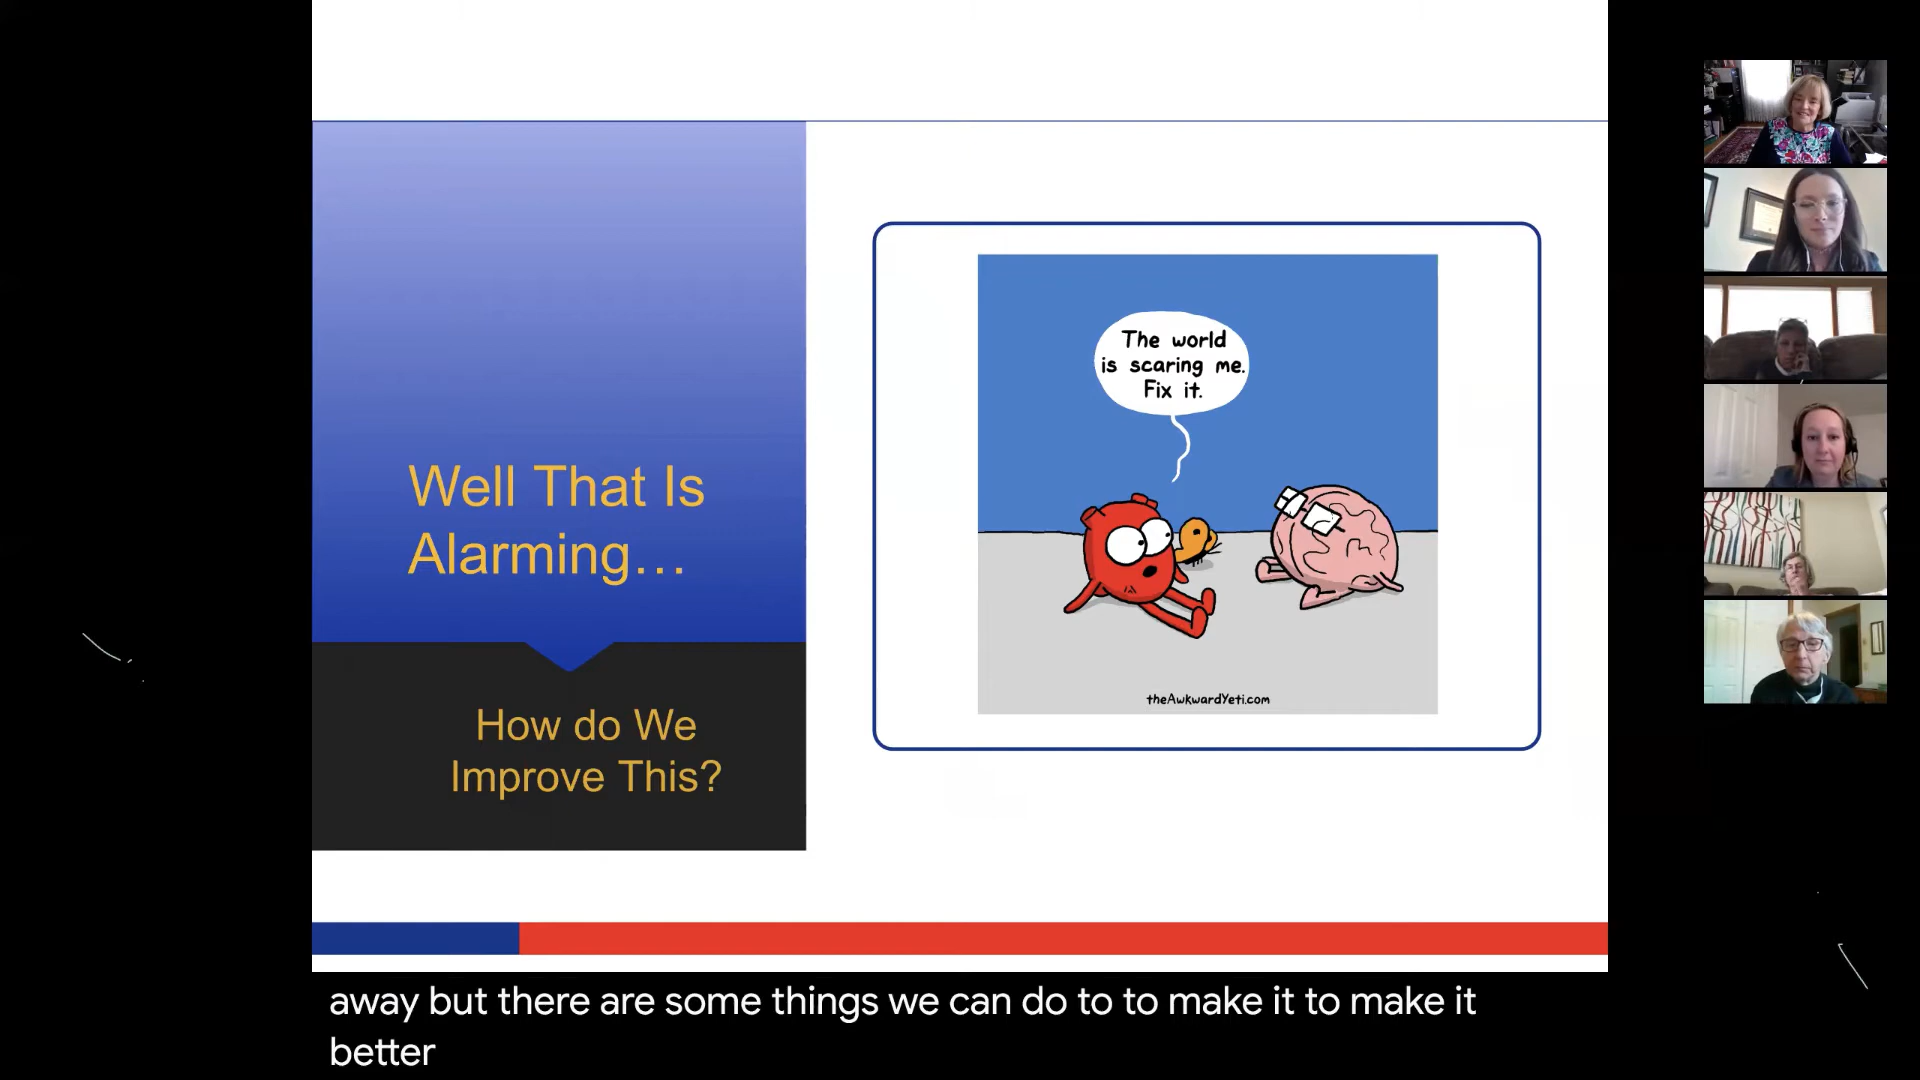 Well That Is
Alarming...
How do We
Improve This?
The world
is scaring me.
Fix it.
theAwkwardYeti.com
away but there are some things we can do to to make it to make it
better